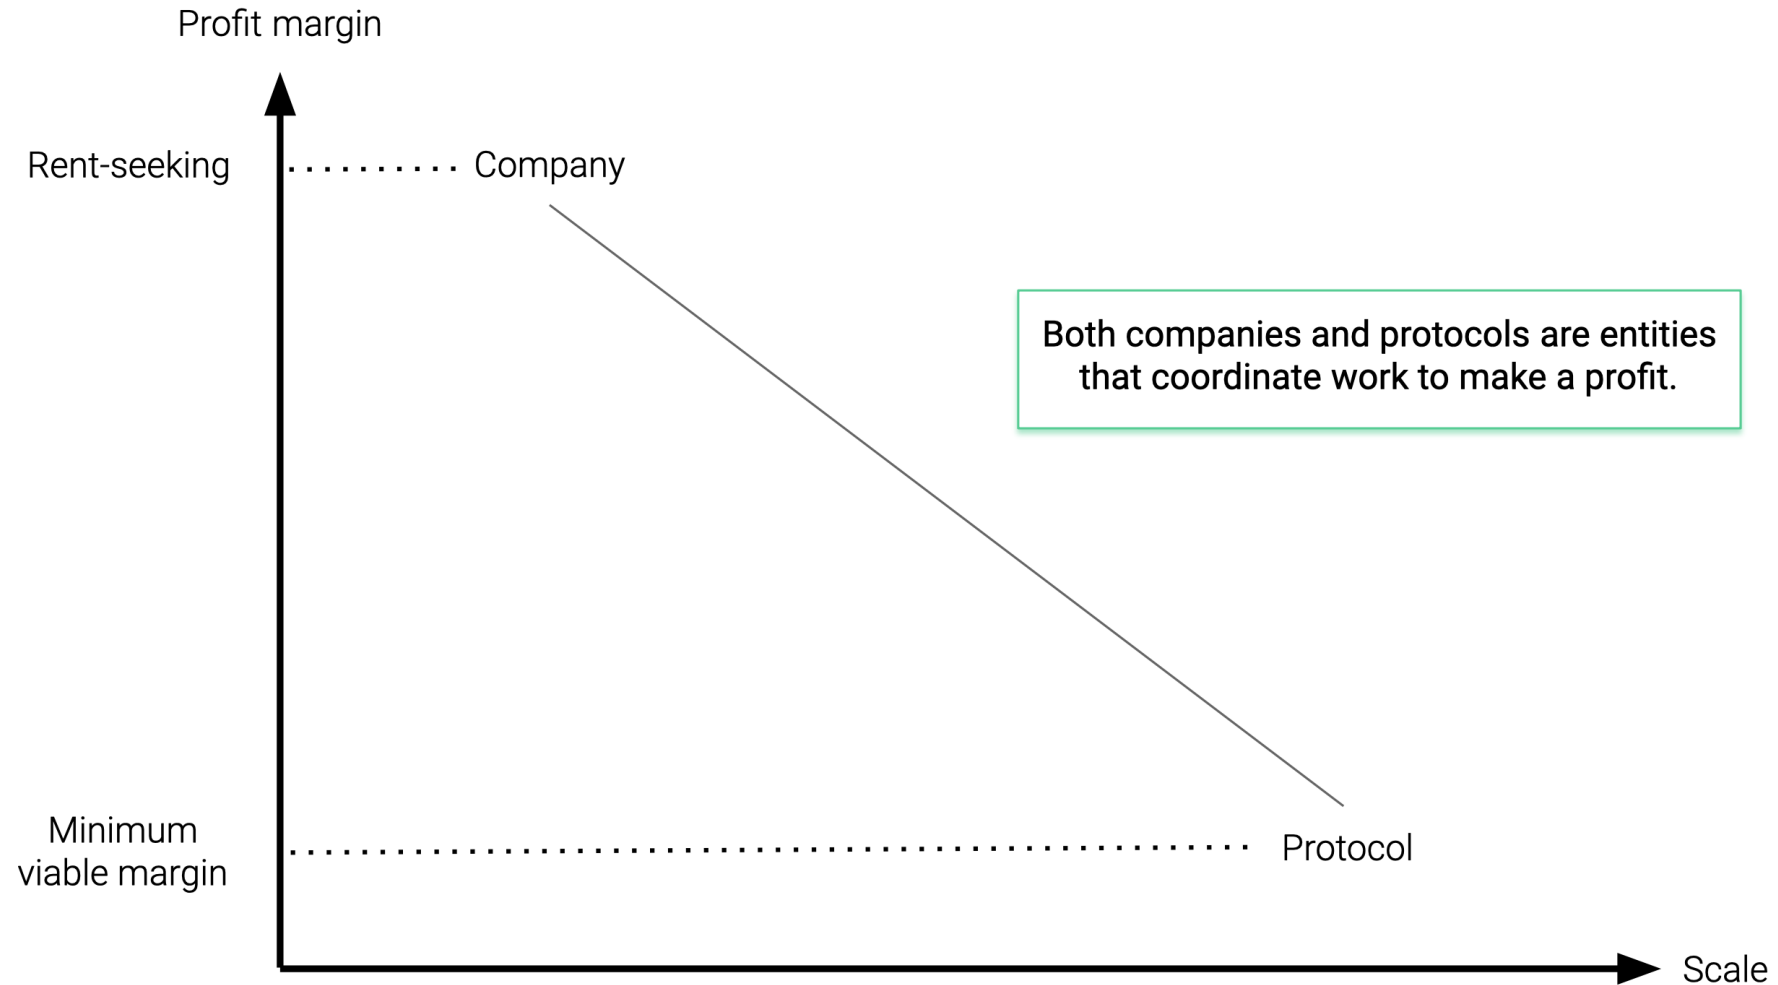 Profit margin
Rent-seeking
Company
Both companies and protocols are entities
that coordinate work to make a profit.
Minimum
viable margin
Protocol
Scale